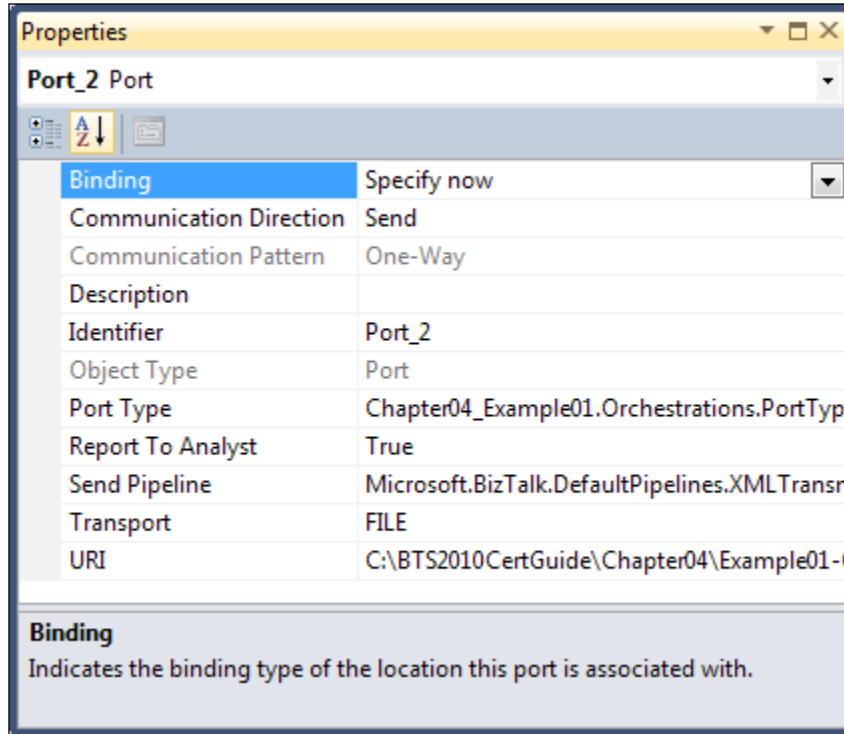 Properties
Port_2 Port
Binding Specify now
Communication Direction Send
Communication Pattern One-Way
Description
Identifier Port_2
Object Type Port
Port Type Chapter04_Example01.Orchestrations.PortTyp
Report To Analyst True
Send Pipeline Microsoft.BizTalk.DefaultPipelines.XMLTransm
Transport FILE
URI C:\BTS2010CertGuide\Chapter04\Example01-
Binding
Indicates the binding type of the location this port is associated with.